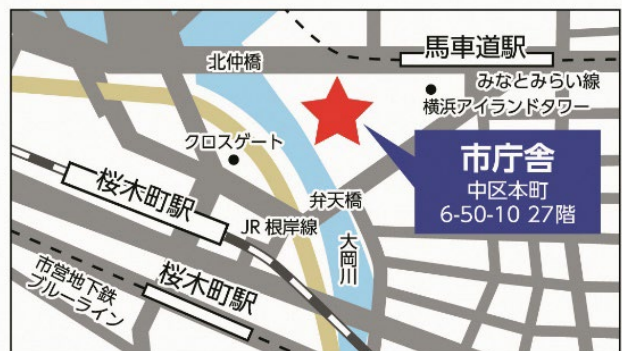 北仲橋
馬車道駅
みなとみらい線
横浜アイランドタワー
クロスゲート
市庁舎
中区本町
6-50-10 27階
桜木町駅
弁天橋
JR 根岸線
大岡川
市営地下鉄
ブルーライン
桜木町駅